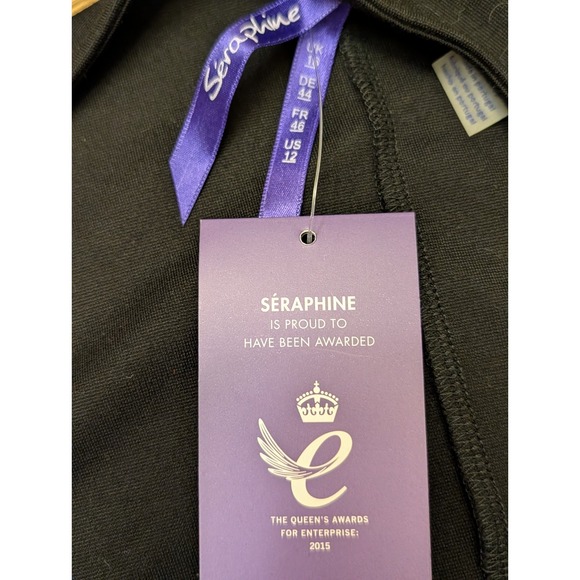 Séraphine
UK
DE
44
FR
46
US
12
SÉRAPHINE
IS PROUD TO
HAVE BEEN AWARDED
e
THE QUEEN'S AWARDS
FOR ENTERPRISE:
2015